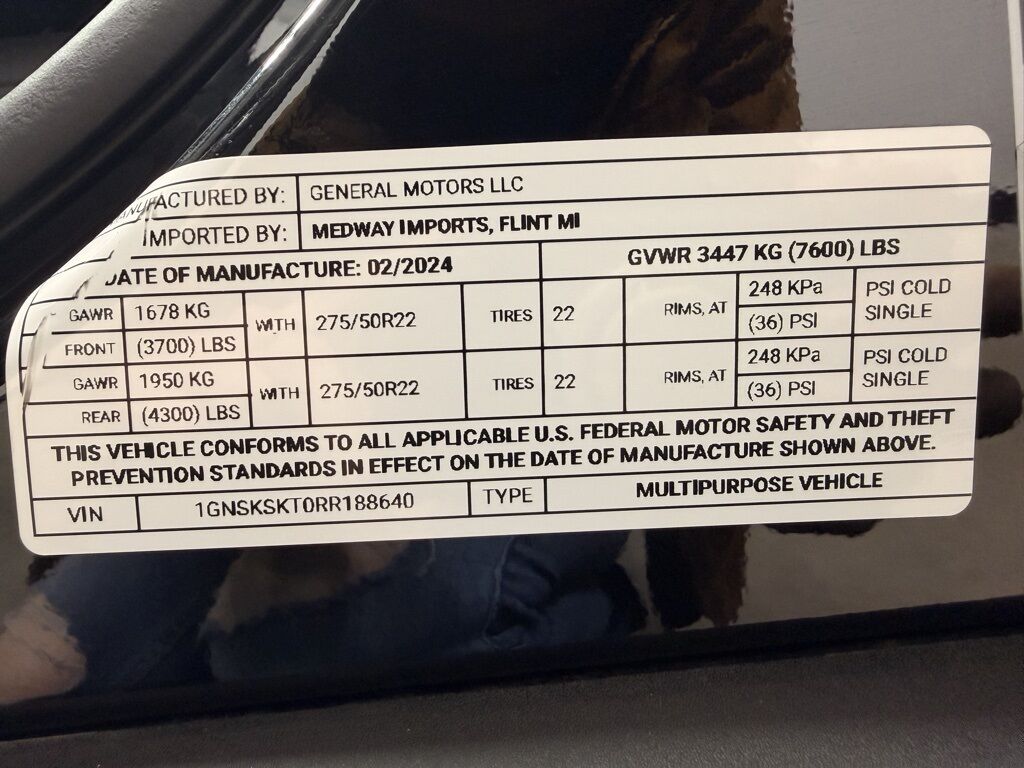 MANUFACTURED BY: GENERAL MOTORS LLC
IMPORTED BY: MEDWAY IMPORTS, FLINT MI
DATE OF MANUFACTURE: 02/2024 GVWR 3447 KG (7600) LBS
GAWR 1678 KG WITH 275/50R22 TIRES 22 RIMS, AT 248 KPa PSI COLD
FRONT (3700) LBS (36) PSI SINGLE
GAWR 1950 KG WITH 275/50R22 TIRES 22 RIMS, AT 248 KPa PSI COLD
REAR (4300) LBS (36) PSI SINGLE
THIS VEHICLE CONFORMS TO ALL APPLICABLE U.S. FEDERAL MOTOR SAFETY AND THEFT
PREVENTION STANDARDS IN EFFECT ON THE DATE OF MANUFACTURE SHOWN ABOVE.
VIN 1GNSKSKT0RR188640 TYPE MULTIPURPOSE VEHICLE